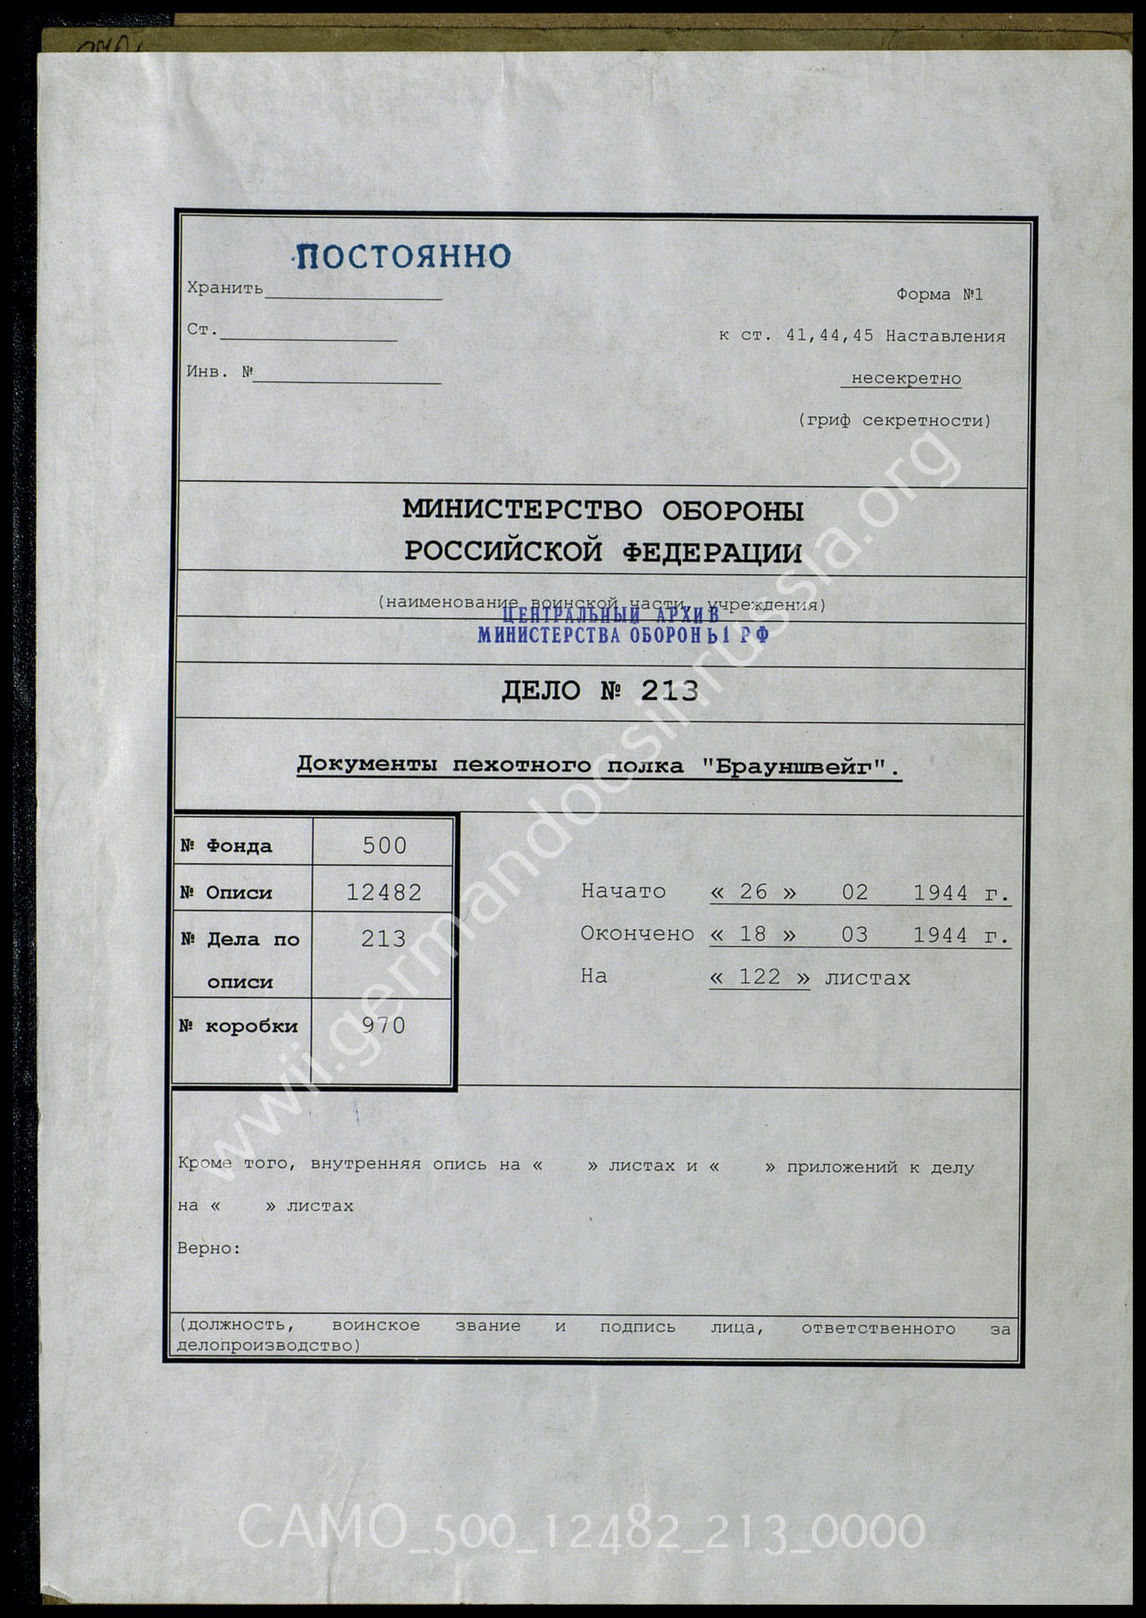 ПОСТОЯННО
Хранить
Форма №1
Ст.
к ст. 41,44,45 Наставления
Инв. №
несекретно
(гриф секретности)
МИНИСТЕРСТВО ОБОРОНЫ
РОССИЙСКОЙ ФЕДЕРАЦИИ
(наименование воинской части, учреждения)
ЦЕНТРАЛЬНЫЙ АРХИВ
МИНИСТЕРСТВА ОБОРОНЫ РФ
ДЕЛО № 213
Документы пехотного полка "Брауншвейг".
№ Фонда 500
№ Описи 12482
№ Дела по описи 213
№ коробки 970
Начато « 26 » 02 1944 г.
Окончено « 18 » 03 1944 г.
На « 122 » листах
Кроме того, внутренняя опись на « » листах и « » приложений к делу
на « » листах
Верно:
(должность, воинское звание и подпись лица, ответственного за
делопроизводство)
www.germandocsinrussia.org
CAMO_500_12482_213_0000